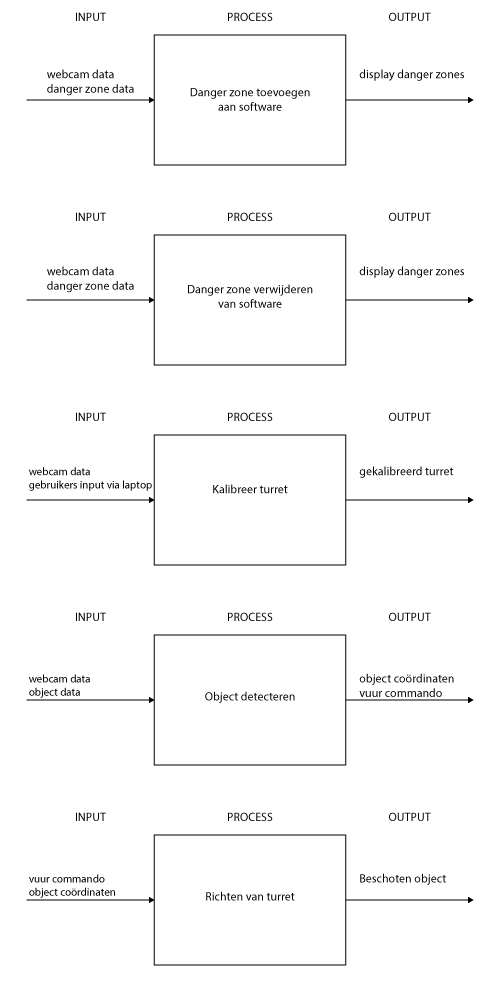 INPUT PROCESS OUTPUT
webcam data
danger zone data
Danger zone toevoegen
aan software
display danger zones
INPUT PROCESS OUTPUT
webcam data
danger zone data
Danger zone verwijderen
van software
display danger zones
INPUT PROCESS OUTPUT
webcam data
gebruikers input via laptop
Kalibreer turret
gekalibreerd turret
INPUT PROCESS OUTPUT
webcam data
object data
Object detecteren
object coördinaten
vuur commando
INPUT PROCESS OUTPUT
vuur commando
object coördinaten
Richten van turret
Beschoten object